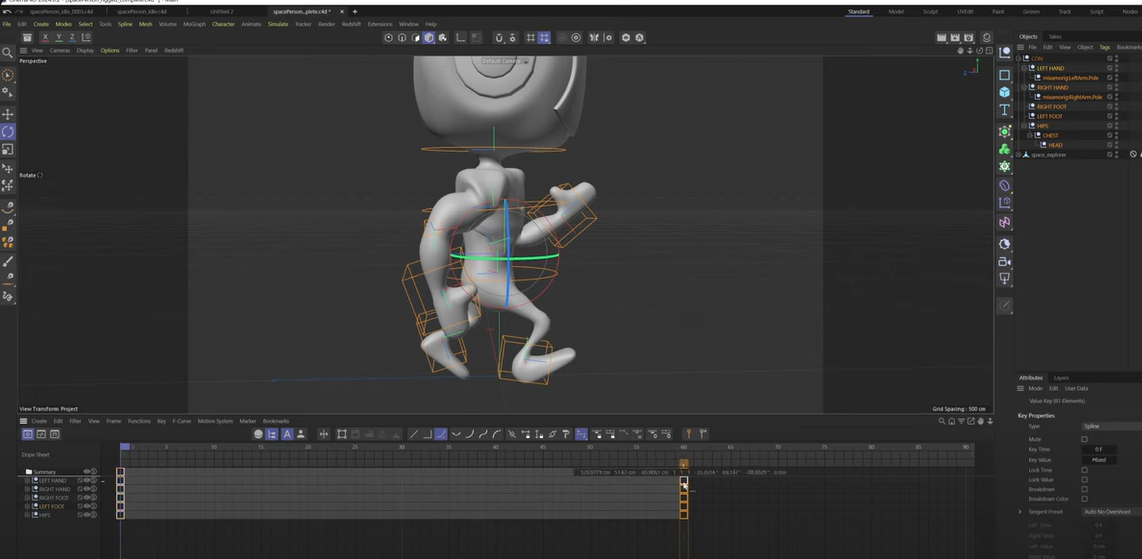 spacePerson_Idle_0005.c4d
spacePerson_Idle.c4d
Untitled 2
spacePerson...plete.c4d *
Standard
Model
Sculpt
UVEdit
Paint
Groom
Track
Script
Nodes
File
Edit
Create
Modes
Select
Tools
Spline
Mesh
Volume
MoGraph
Character
Animate
Simulate
Tracker
Render
Redshift
Extensions
Window
Help
X Y Z
View
Cameras
Display
Options
Filter
Panel
Redshift
Perspective
Default Camera
Rotate
View Transform: Project
Grid Spacing : 500 cm
Objects
Takes
File
Edit
View
Object
Tags
Bookmarks
CON
LEFT HAND
mixamorig:LeftArm.Pole
RIGHT HAND
mixamorig:RightArm.Pole
RIGHT FOOT
LEFT FOOT
HIPS
CHEST
HEAD
space_explorer
Attributes
Layers
Mode
Edit
User Data
Value Key (81 Elements)
Key Properties
Type
Spline
Mute
Key Time
0 F
Key Value
Mixed
Lock Time
Lock Value
Breakdown
Breakdown Color
Tangent Preset
Auto No Overshoot
Create
Edit
Filter
View
Frame
Functions
Key
F-Curve
Motion System
Marker
Bookmarks
Dope Sheet
0 5 10 15 20 25 30 35 40 45 50 55 60 65 70 75 80 85 90
Summary
LEFT HAND
RIGHT HAND
RIGHT FOOT
LEFT FOOT
HIPS